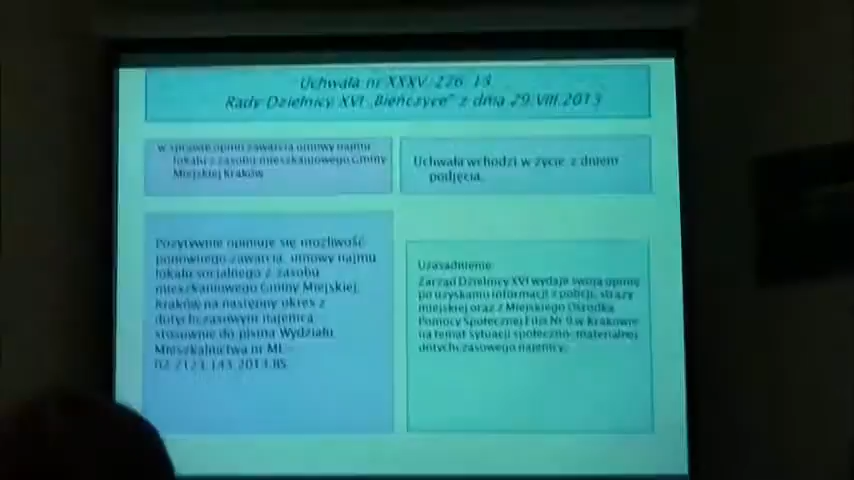 Uchwała nr XXXV/226/13
Rady Dzielnicy XVI „Bieńczyce" z dnia 29.VIII.2013
w sprawie opinii zawarcia umowy najmu
lokalu z zasobu mieszkaniowego Gminy
Miejskiej Kraków
Uchwała wchodzi w życie z dniem
podjęcia.
Pozytywnie opiniuje się możliwość
ponownego zawarcia umowy najmu
lokalu socjalnego z zasobu
mieszkaniowego Gminy Miejskiej
Kraków na następny okres z
dotychczasowym najemcą
stosownie do pisma Wydziału
Mieszkalnictwa nr ML-
02.7123.143.2013.BS
Uzasadnienie:
Zarząd Dzielnicy XVI wydaje swoją opinię
po uzyskaniu informacji z policji, straży
miejskiej oraz z Miejskiego Ośrodka
Pomocy Społecznej Filia Nr 9 w Krakowie
na temat sytuacji społeczno-materialnej
dotychczasowego najemcy.